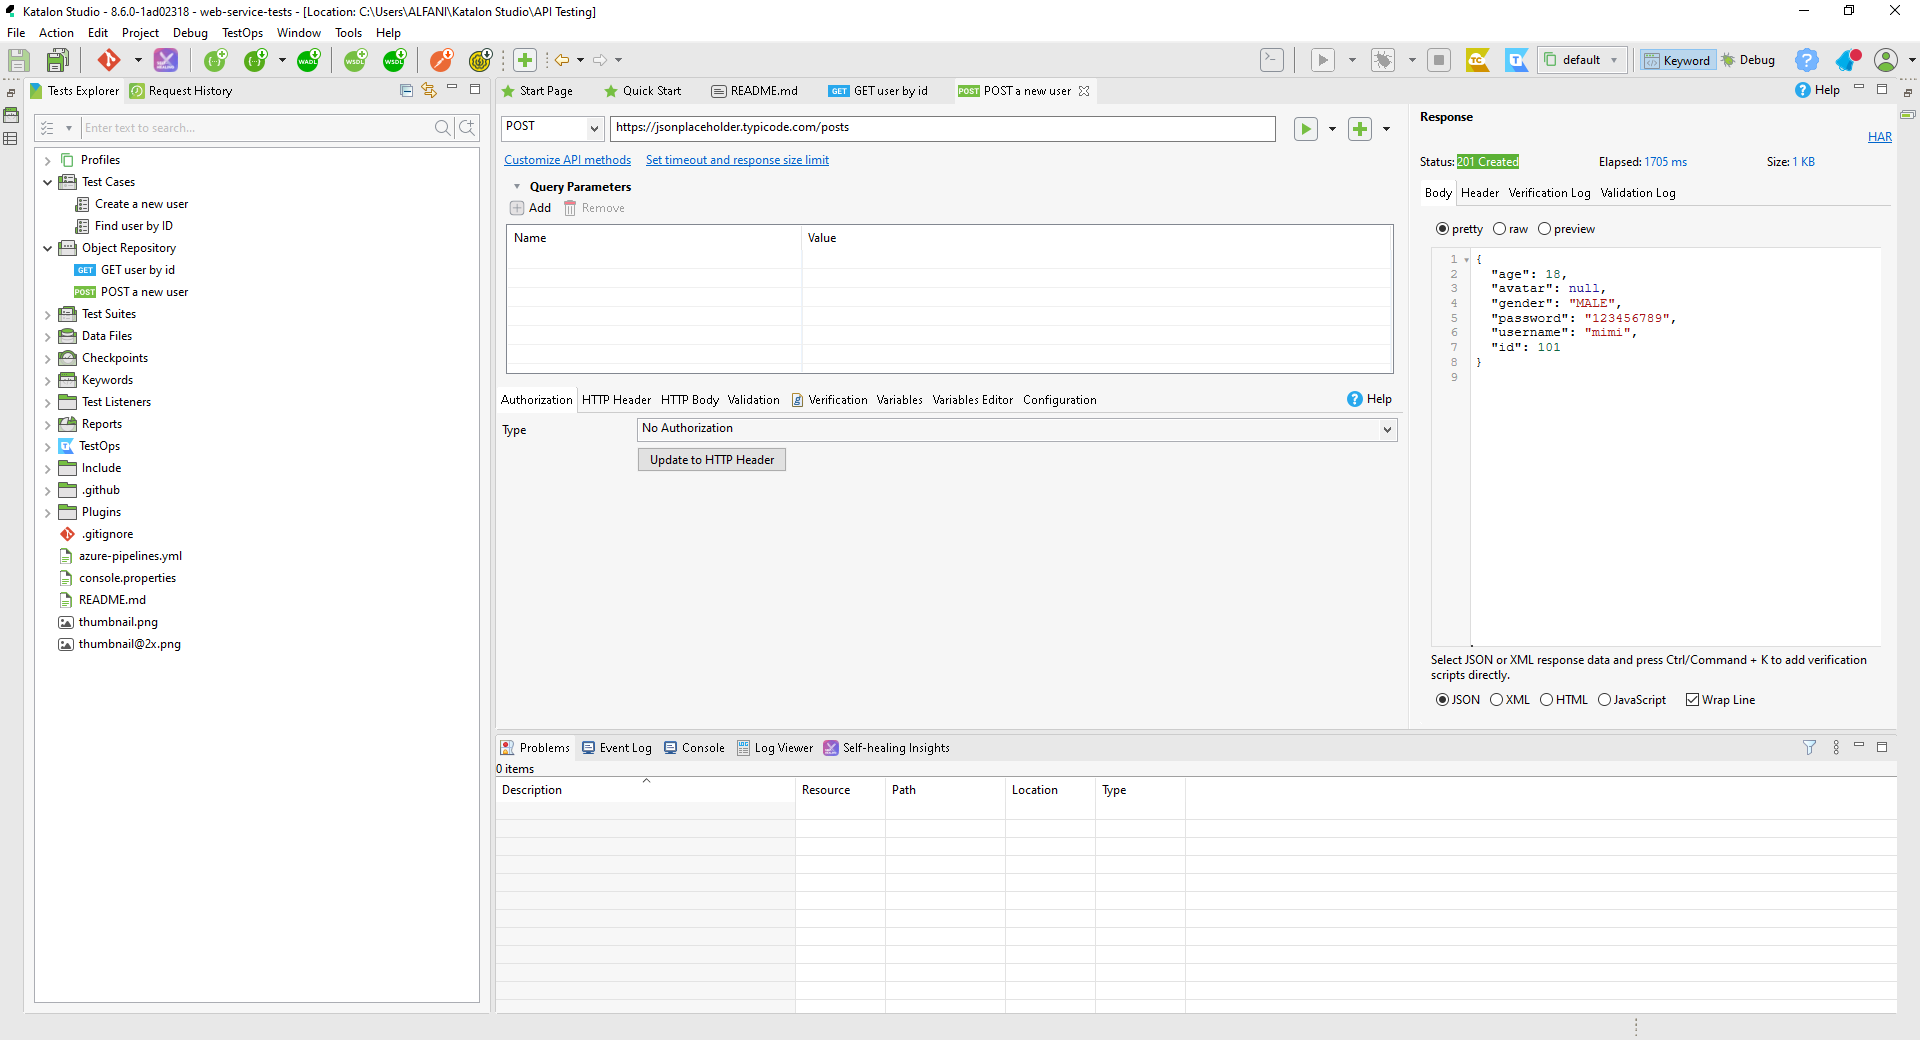 Katalon Studio - 8.6.0-1ad02318 - web-service-tests - [Location: C:\Users\ALFANI\Katalon Studio\API Testing]
File Action Edit Project Debug TestOps Window Tools Help
default Keyword Debug
Tests Explorer Request History
Enter text to search...
Profiles
Test Cases
Create a new user
Find user by ID
Object Repository
GET GET user by id
POST POST a new user
Test Suites
Data Files
Checkpoints
Keywords
Test Listeners
Reports
TestOps
Include
.github
Plugins
.gitignore
azure-pipelines.yml
console.properties
README.md
thumbnail.png
thumbnail@2x.png
Start Page Quick Start README.md GET GET user by id POST POST a new user Help
POST https://jsonplaceholder.typicode.com/posts
Customize API methods Set timeout and response size limit
Query Parameters
Add Remove
Name Value
Authorization HTTP Header HTTP Body Validation Verification Variables Variables Editor Configuration Help
Type No Authorization
Update to HTTP Header
Response
HAR
Status: 201 Created Elapsed: 1705 ms Size: 1 KB
Body Header Verification Log Validation Log
pretty raw preview
1 {
2 "age": 18,
3 "avatar": null,
4 "gender": "MALE",
5 "password": "123456789",
6 "username": "mimi",
7 "id": 101
8 }
9
Select JSON or XML response data and press Ctrl/Command + K to add verification
scripts directly.
JSON XML HTML JavaScript Wrap Line
Problems Event Log Console Log Viewer Self-healing Insights
0 items
Description Resource Path Location Type